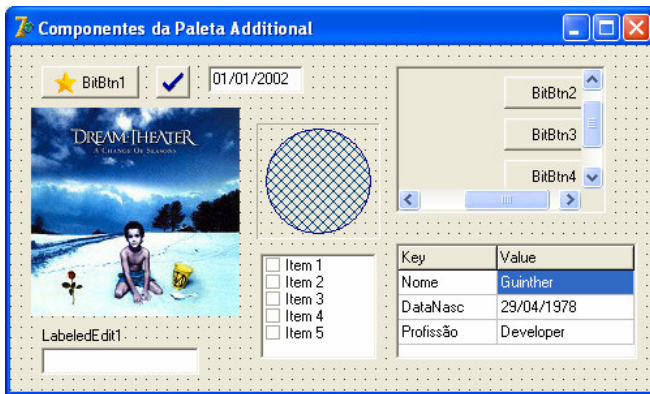 7
Componentes da Paleta Additional
BitBtn1
01/01/2002
BitBtn2
BitBtn3
BitBtn4
DREAM THEATER
A CHANGE OF SEASONS
Item 1
Item 2
Item 3
Item 4
Item 5
Key Value
Nome Guinther
DataNasc 29/04/1978
Profissão Developer
LabeledEdit1